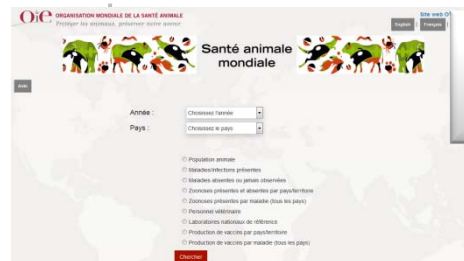 Oie ORGANISATION MONDIALE DE LA SANTÉ ANIMALE
Protéger les animaux, préserver notre avenir
Site web O
English | Français
Santé animale
mondiale
Avis
Année : Choisissez l'année
Pays : Choisissez le pays
Population animale
Maladies/infections présentes
Maladies absentes ou jamais observées
Zoonoses présentes et absentes par pays/territoire
Zoonoses présentes par maladie (tous les pays)
Personnel vétérinaire
Laboratoires nationaux de référence
Production de vaccins par pays/territoire
Production de vaccins par maladie (tous les pays)
Chercher